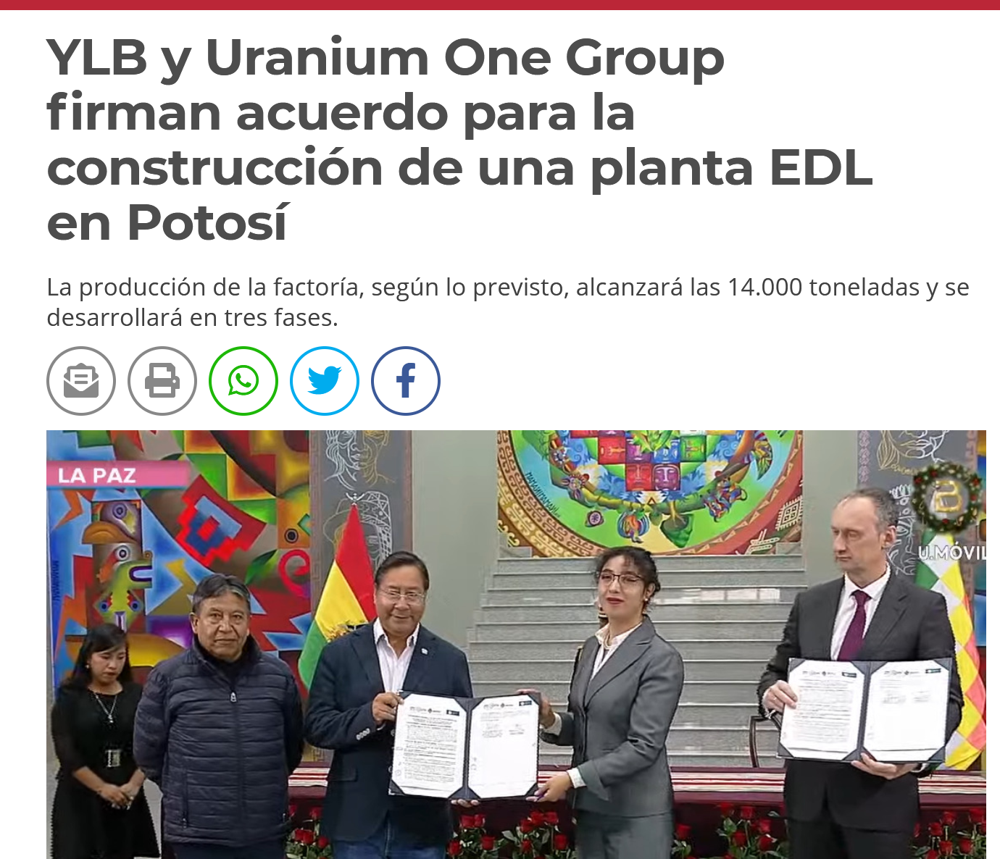 YLB y Uranium One Group
firman acuerdo para la
construcción de una planta EDL
en Potosí
La producción de la factoría, según lo previsto, alcanzará las 14.000 toneladas y se
desarrollará en tres fases.
LA PAZ
U.MÓVIL